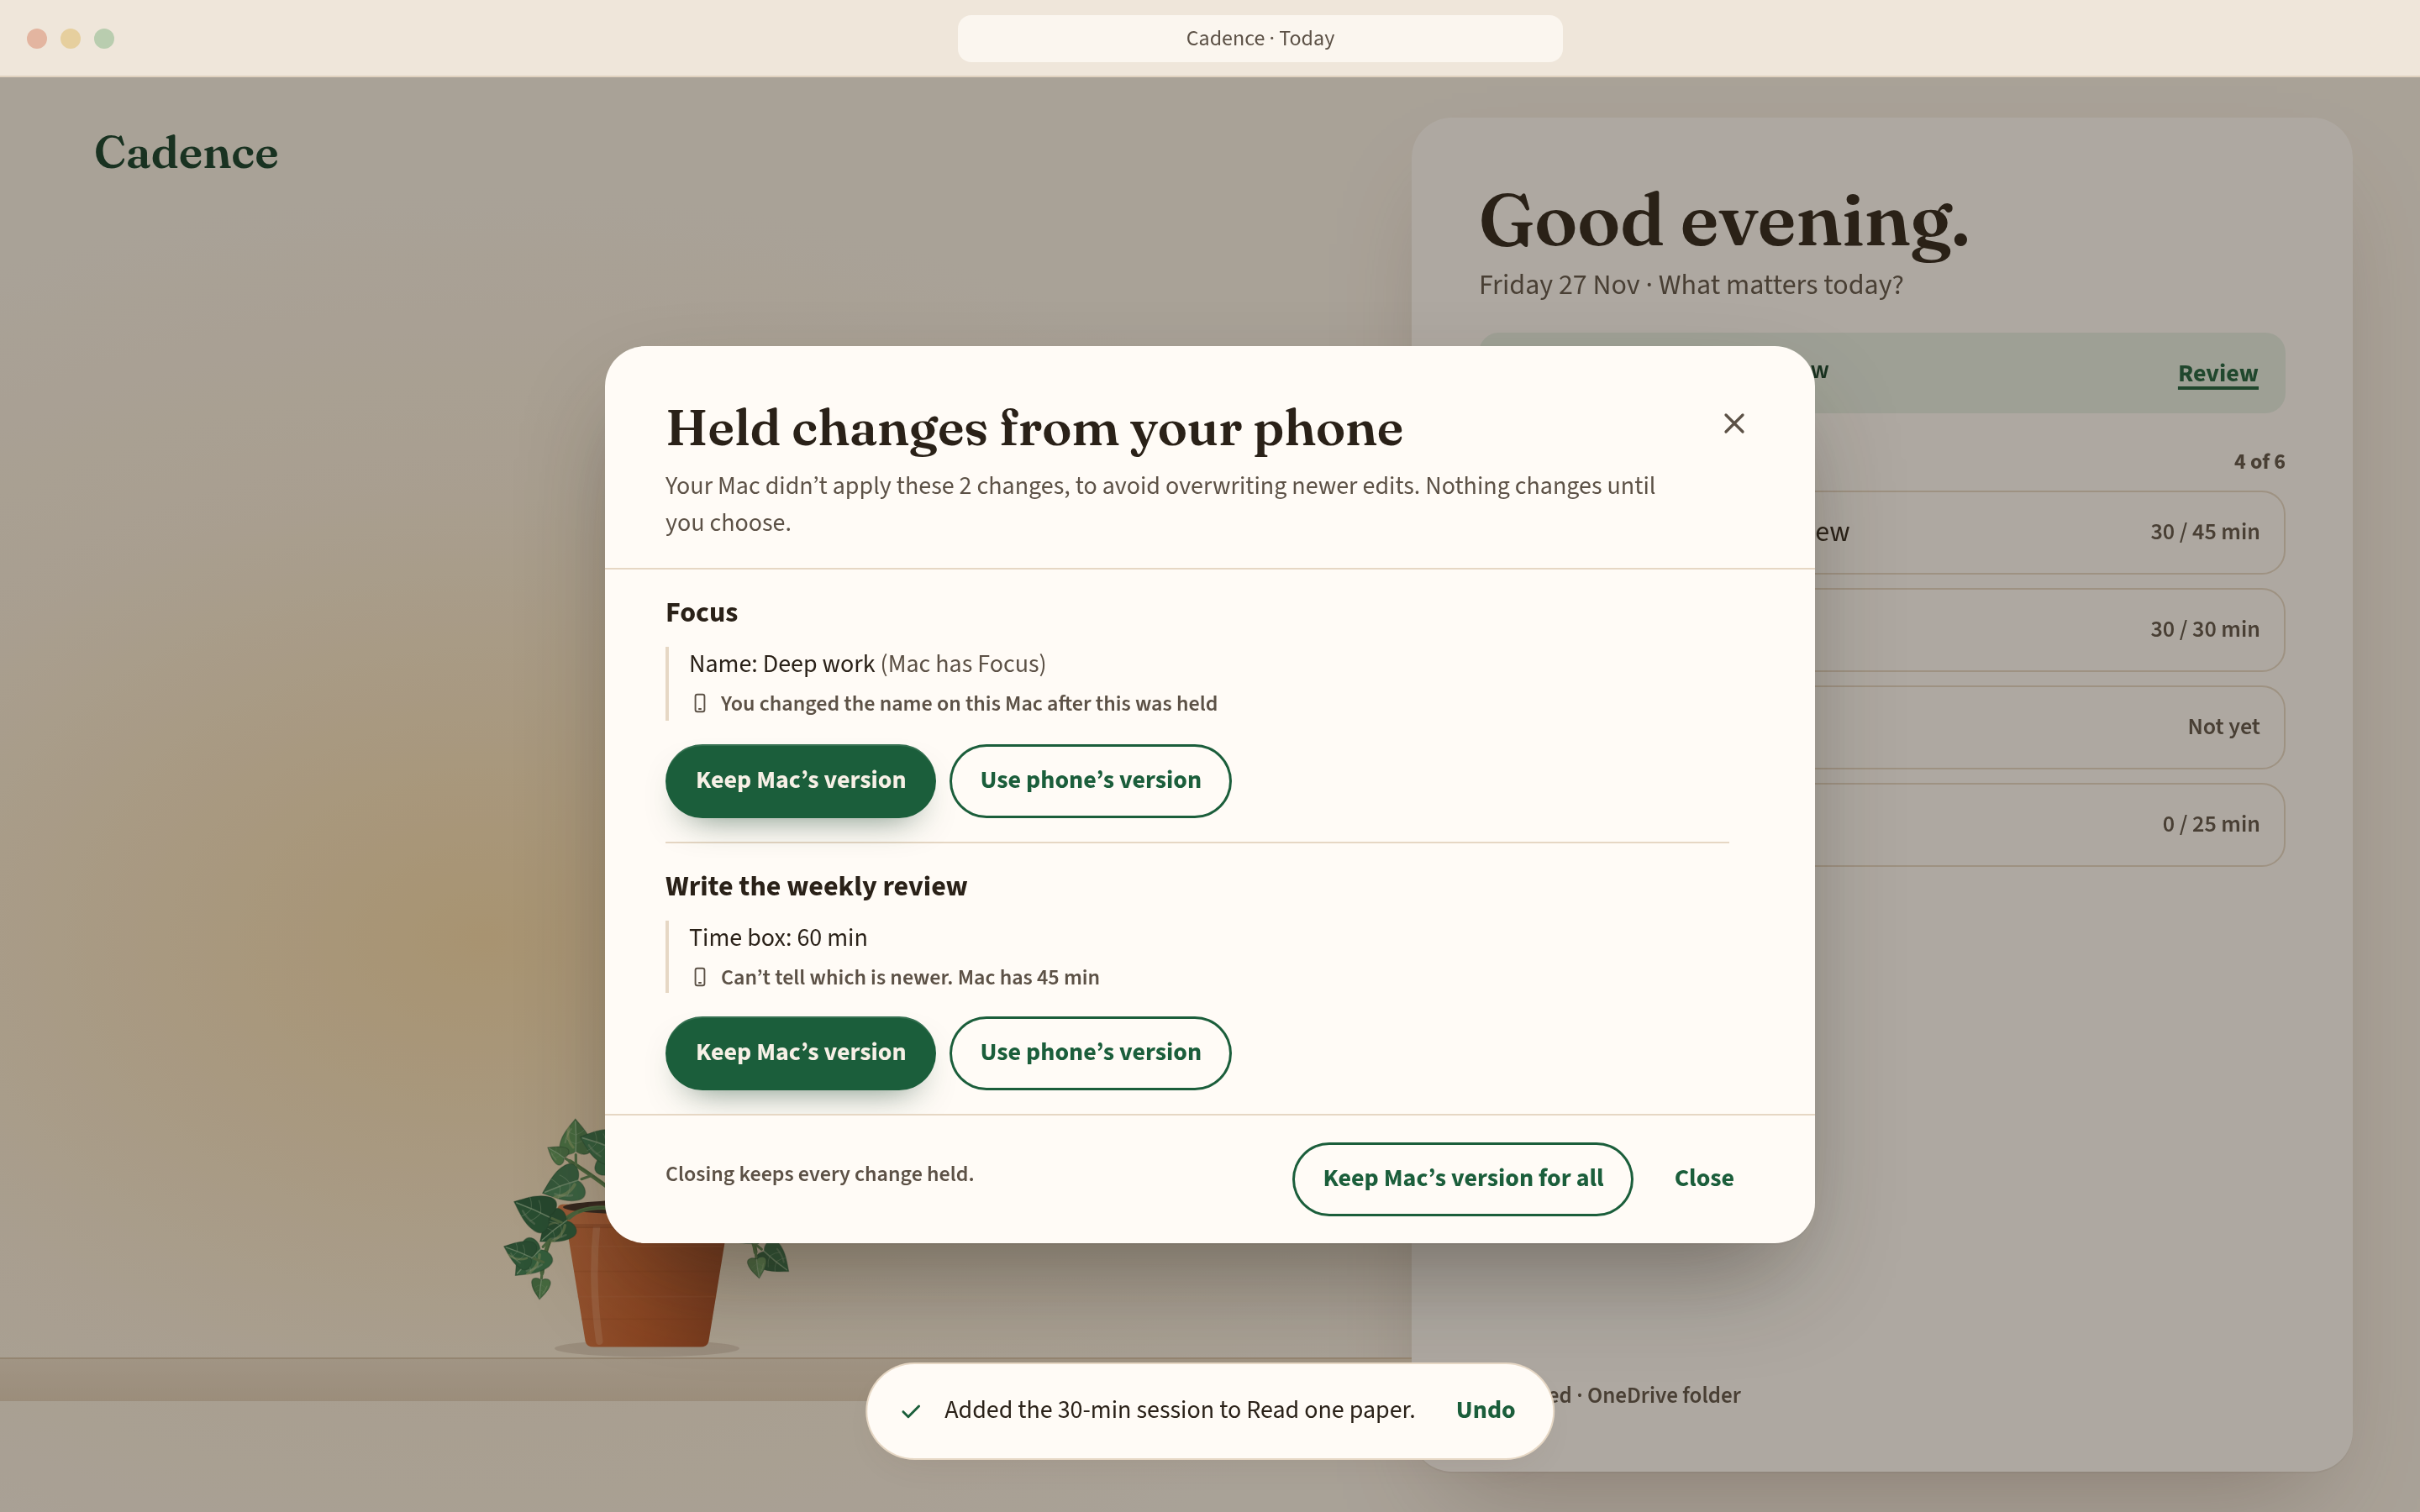 Cadence · Today
Cadence
Good evening.
Friday 27 Nov · What matters today?
Review
4 of 6
30 / 45 min
30 / 30 min
Not yet
0 / 25 min
Held changes from your phone
Your Mac didn’t apply these 2 changes, to avoid overwriting newer edits. Nothing changes until
you choose.
Focus
Name: Deep work (Mac has Focus)
You changed the name on this Mac after this was held
Keep Mac’s version
Use phone’s version
Write the weekly review
Time box: 60 min
Can’t tell which is newer. Mac has 45 min
Keep Mac’s version
Use phone’s version
Closing keeps every change held.
Keep Mac’s version for all
Close
· OneDrive folder
Added the 30-min session to Read one paper.
Undo